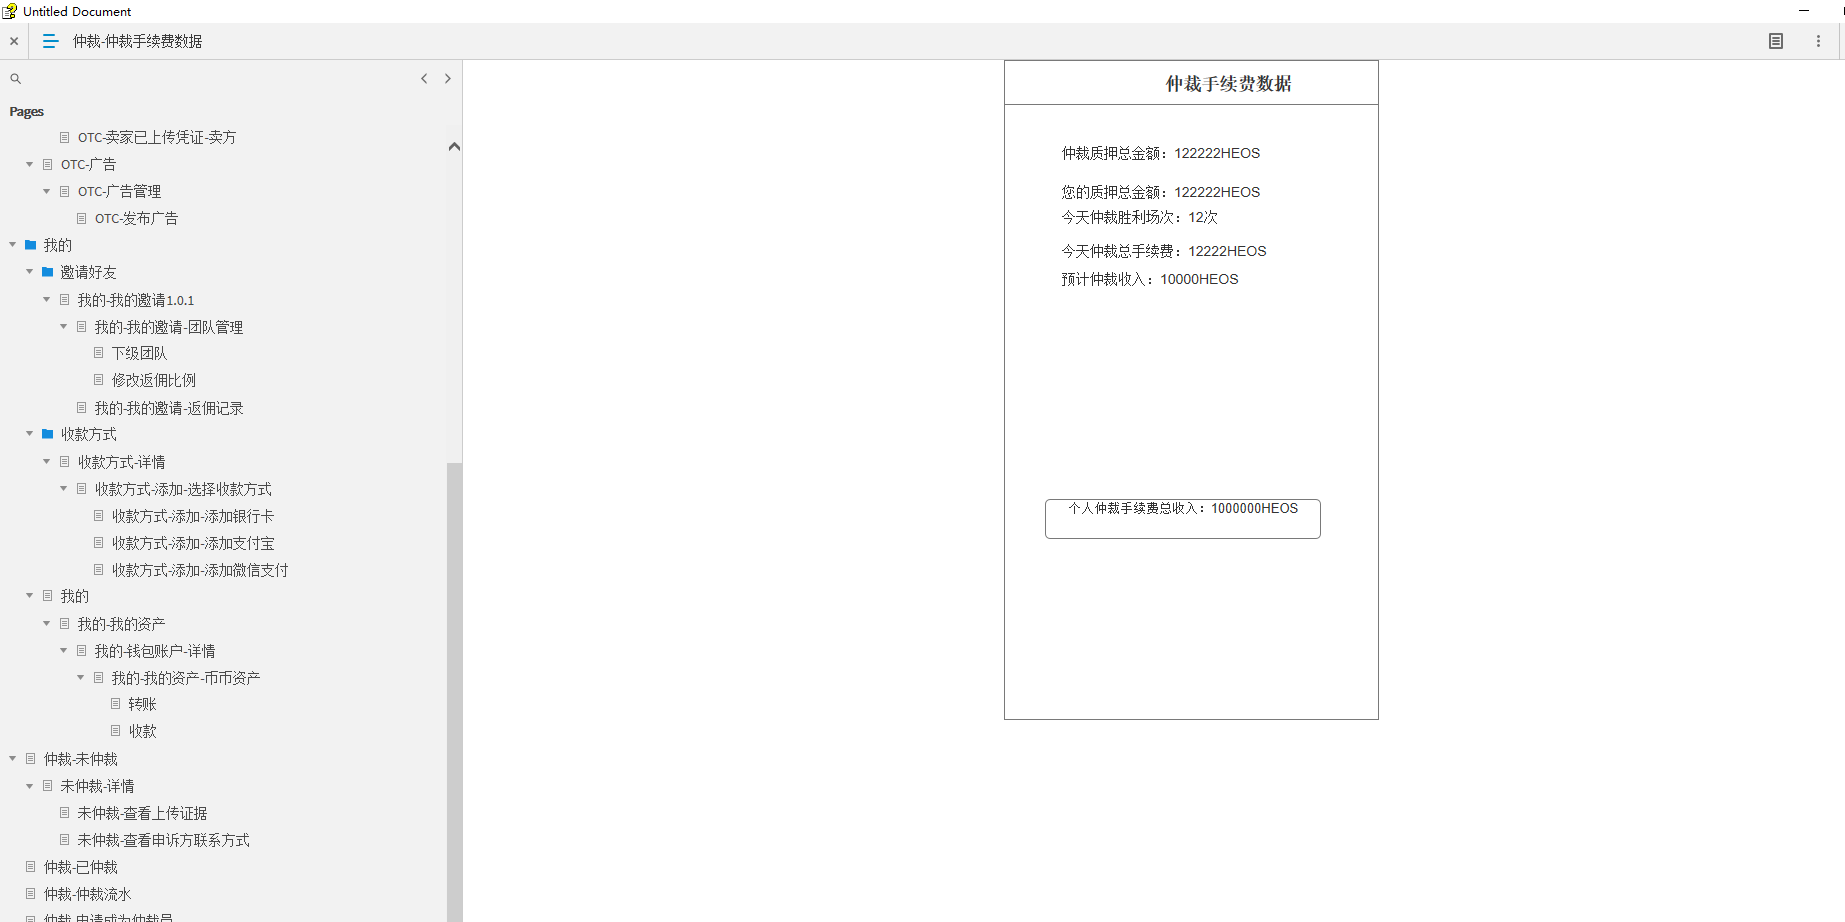 Untitled Document
仲裁-仲裁手续费数据
Pages
OTC-卖家已上传凭证-卖方
OTC-广告
OTC-广告管理
OTC-发布广告
我的
邀请好友
我的-我的邀请1.0.1
我的-我的邀请-团队管理
下级团队
修改返佣比例
我的-我的邀请-返佣记录
收款方式
收款方式-详情
收款方式-添加-选择收款方式
收款方式-添加-添加银行卡
收款方式-添加-添加支付宝
收款方式-添加-添加微信支付
我的
我的-我的资产
我的-钱包账户-详情
我的-我的资产-币币资产
转账
收款
仲裁-未仲裁
未仲裁-详情
未仲裁-查看上传证据
未仲裁-查看申诉方联系方式
仲裁-已仲裁
仲裁-仲裁流水
仲裁-申请成为仲裁员
仲裁手续费数据
仲裁质押总金额：122222HEOS
您的质押总金额：122222HEOS
今天仲裁胜利场次：12次
今天仲裁总手续费：12222HEOS
预计仲裁收入：10000HEOS
个人仲裁手续费总收入：1000000HEOS